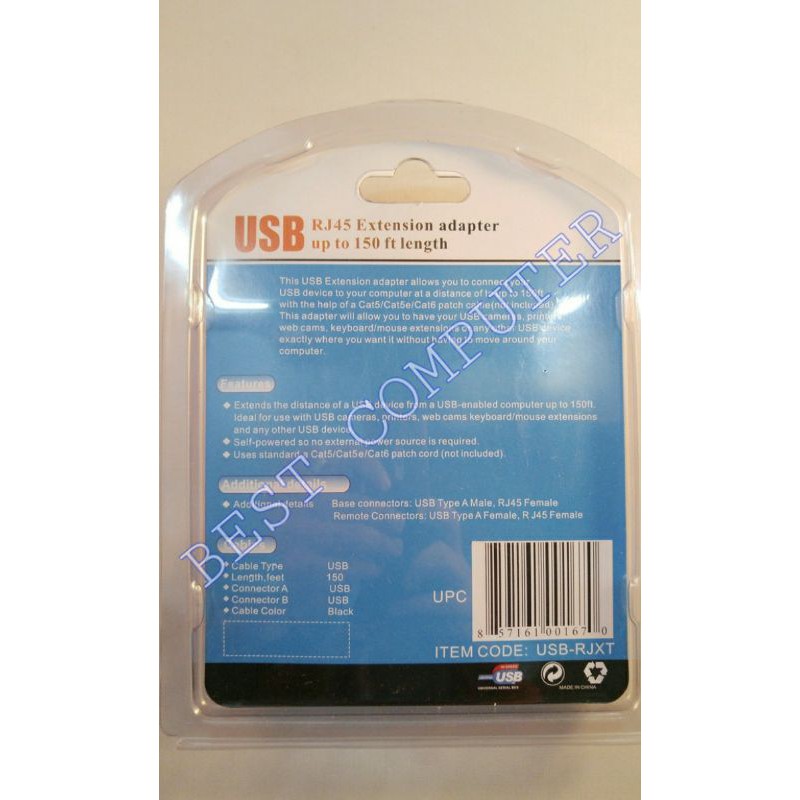 USB RJ45 Extension adapter
up to 150 ft length
This USB Extension adapter allows you to connect your
USB device to your computer at a distance of up to 150ft.
with the help of a Cat5/Cat5e/Cat6 patch cable(not included).
This adapter will allow you to have your USB cameras, printers,
web cams, keyboard/mouse extensions or any other USB device
exactly where you want it without having to move around your
computer.
Features
Extends the distance of a USB device from a USB-enabled computer up to 150ft.
Ideal for use with USB cameras, printers, web cams keyboard/mouse extensions
and any other USB device
Self-powered so no external power source is required.
Uses standard a Cat5/Cat5e/Cat6 patch cord (not included).
Additional details
Additional details Base connectors: USB Type A Male, RJ45 Female
Remote Connectors: USB Type A Female, R J45 Female
Cables
Cable Type USB
Length,feet 150
Connector A USB
Connector B USB
Cable Color Black
UPC
8 57161 00167 0
ITEM CODE: USB-RJXT
USB
UNIVERSAL SERIAL BUS
MADE IN CHINA
BEST COMPUTER